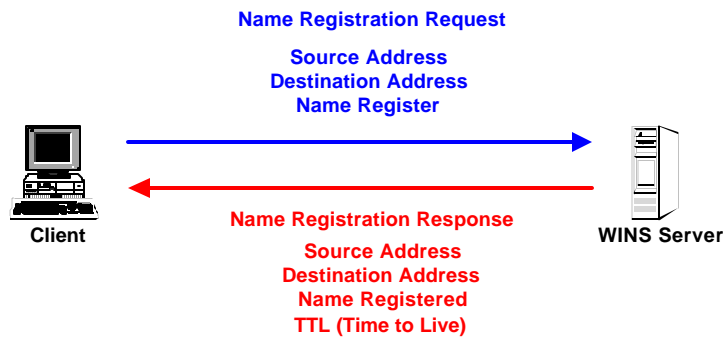 Name Registration Request
Source Address
Destination Address
Name Register
Client
WINS Server
Name Registration Response
Source Address
Destination Address
Name Registered
TTL (Time to Live)